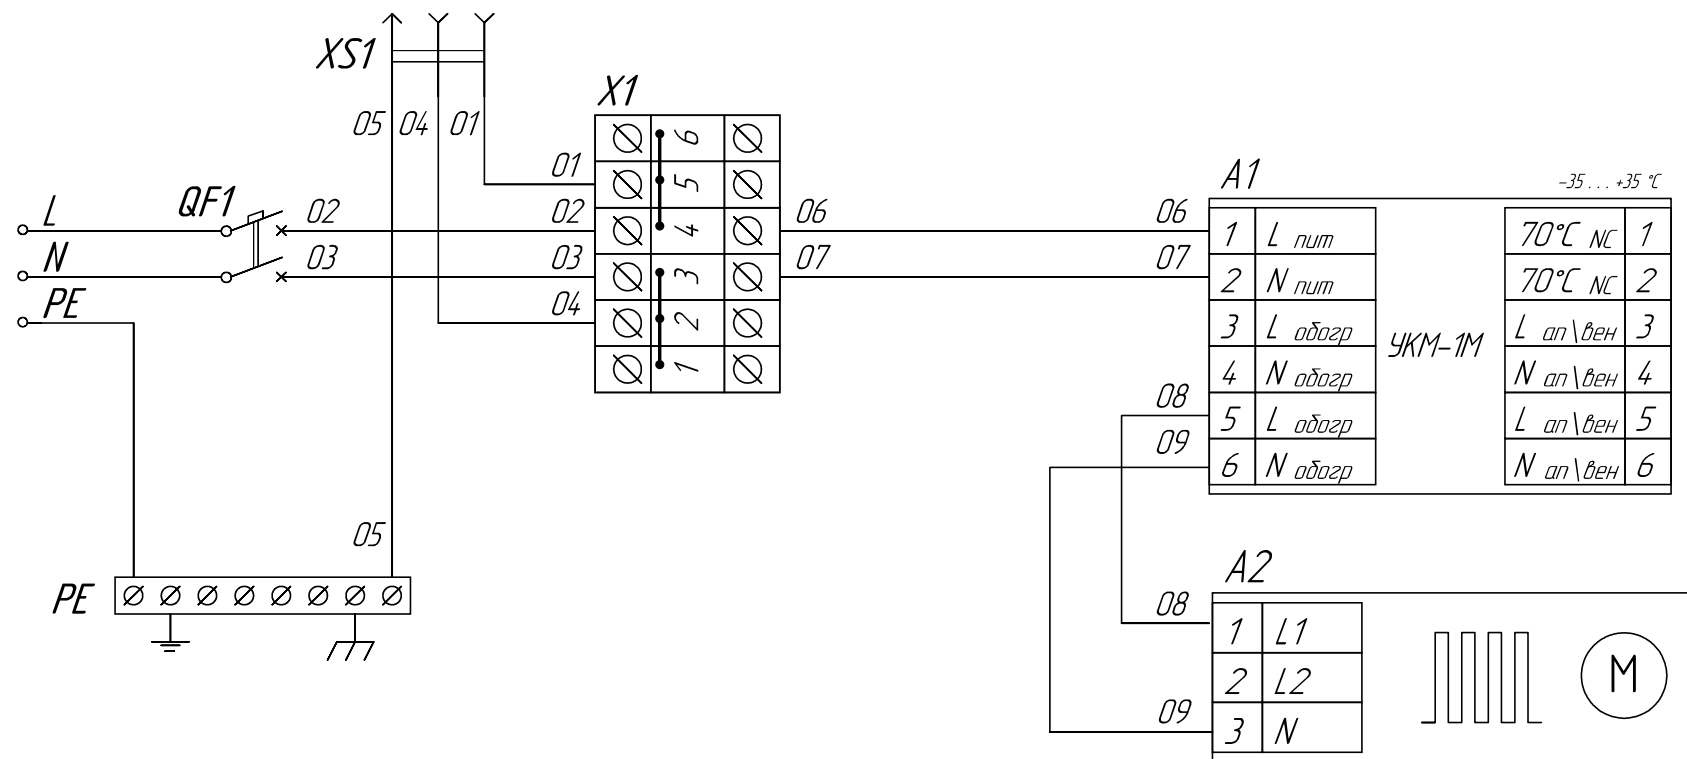 XS1
X1
05 04 01
6
01
5
A1
-35 ... +35 °C
L
QF1
02
02
4
06
06
1 L пит
70°C NC 1
N
03
03
3
07
07
2 N пит
70°C NC 2
PE
04
2
3 L обогр
УКМ-1М
L ап\вен 3
1
4 N обогр
N ап\вен 4
08
5 L обогр
L ап\вен 5
09
6 N обогр
N ап\вен 6
05
A2
PE
08
1 L1
2 L2
M
09
3 N